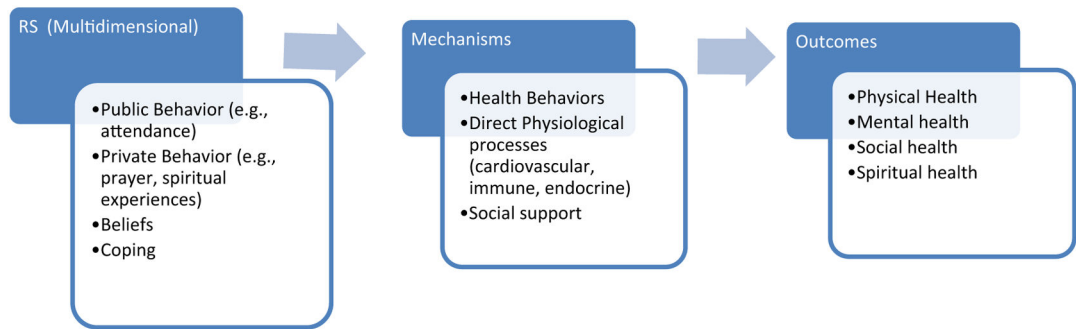 RS (Multidimensional)
•Public Behavior (e.g.,
attendance)
•Private Behavior (e.g.,
prayer, spiritual
experiences)
•Beliefs
•Coping
Mechanisms
•Health Behaviors
•Direct Physiological
processes
(cardiovascular,
immune, endocrine)
•Social support
Outcomes
•Physical Health
•Mental health
•Social health
•Spiritual health